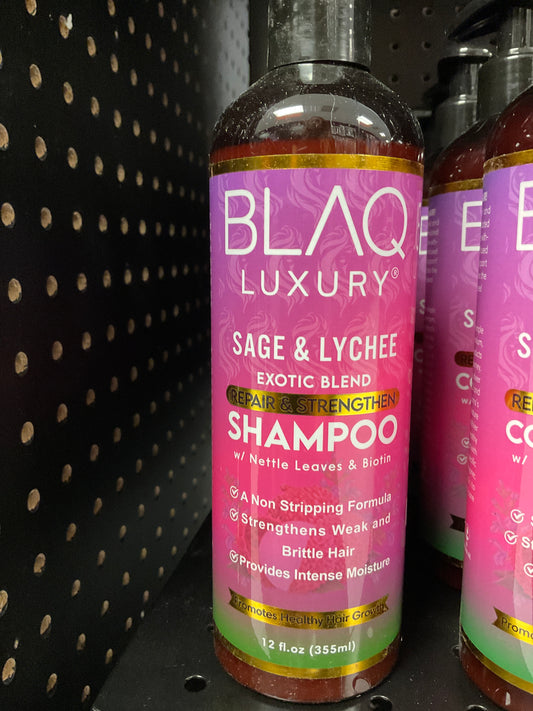 BLAQ
LUXURY®
SAGE & LYCHEE
EXOTIC BLEND
REPAIR & STRENGTHEN
SHAMPOO
w/ Nettle Leaves & Biotin
A Non Stripping Formula
Strengthens Weak and
Brittle Hair
Provides Intense Moisture
Promotes Healthy Hair Growth
12 fl.oz (355ml)